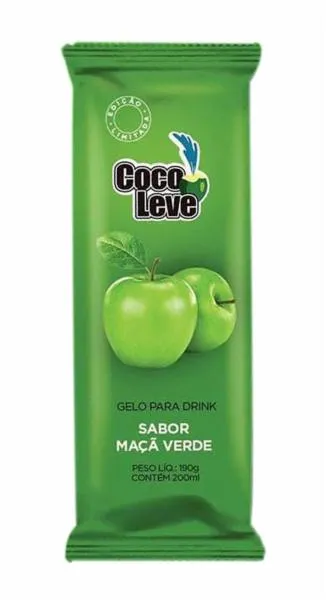 EDIÇÃO
LIMITADA
Coco
Leve
GELO PARA DRINK
SABOR
MAÇÃ VERDE
PESO LÍQ.: 190g
CONTÉM 200ml